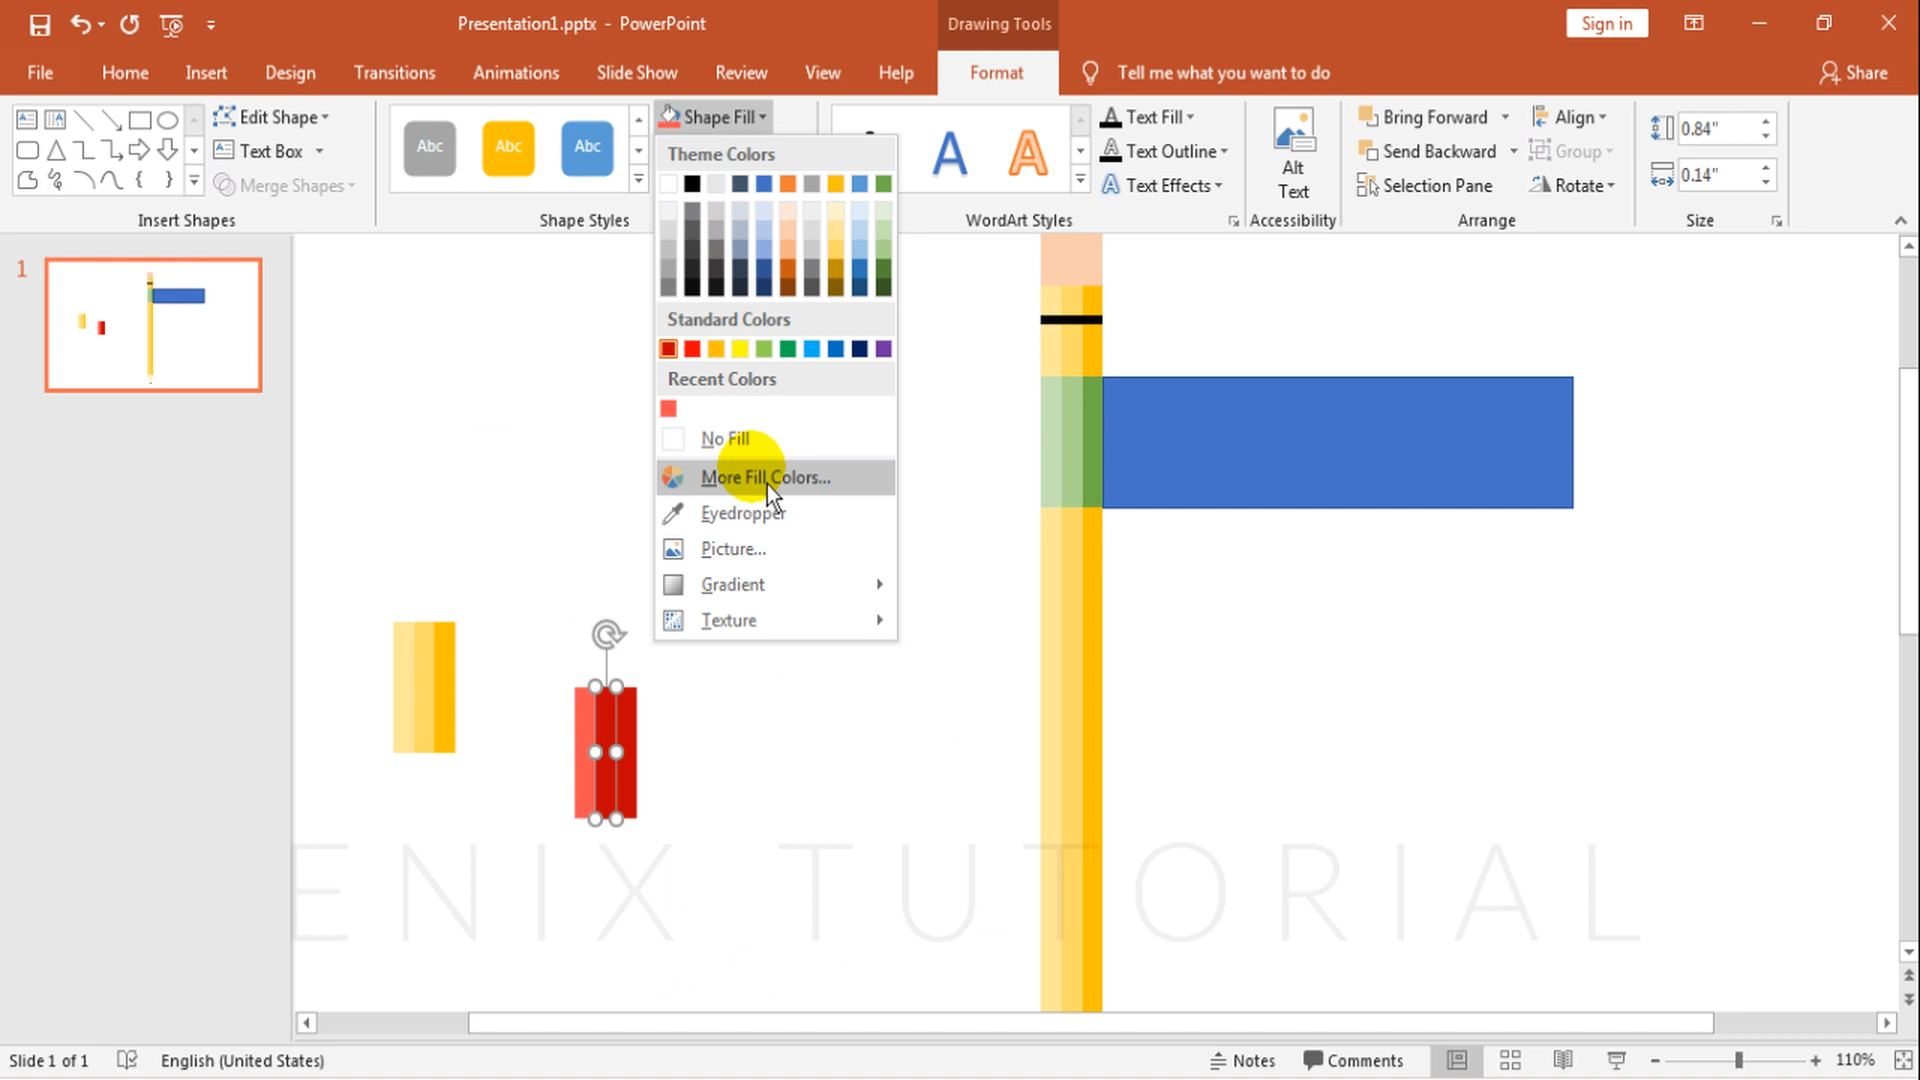 Presentation1.pptx - PowerPoint
Drawing Tools
Sign in
File
Home
Insert
Design
Transitions
Animations
Slide Show
Review
View
Help
Format
Tell me what you want to do
Share
Edit Shape
Text Box
Merge Shapes
Insert Shapes
Abc
Abc
Abc
Shape Styles
Shape Fill
Theme Colors
Standard Colors
Recent Colors
No Fill
More Fill Colors...
Eyedropper
Picture...
Gradient
Texture
A
A
WordArt Styles
Text Fill
Text Outline
Text Effects
Alt
Text
Accessibility
Bring Forward
Send Backward
Selection Pane
Align
Group
Rotate
Arrange
0.84"
0.14"
Size
1
ENIX TUTORIAL
Slide 1 of 1
English (United States)
Notes
Comments
110%